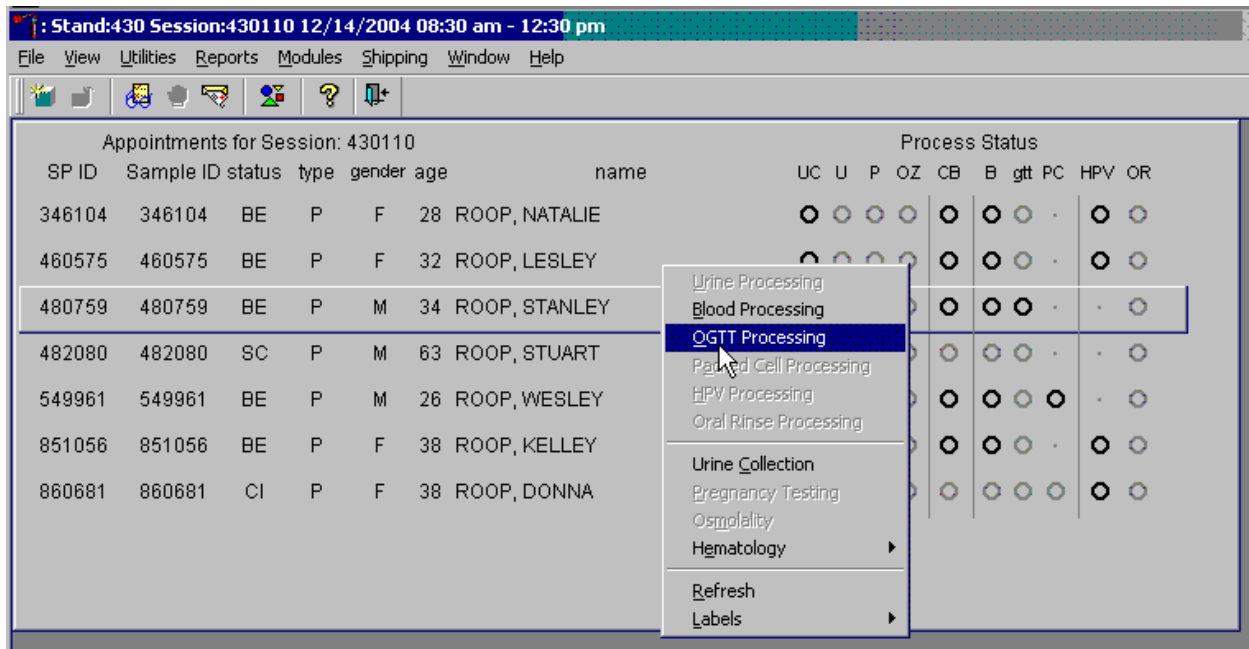 : Stand:430 Session:430110 12/14/2004 08:30 am - 12:30 pm
File View Utilities Reports Modules Shipping Window Help
Appointments for Session: 430110 Process Status
SP ID Sample ID status type gender age name UC U P OZ CB B gtt PC HPV OR
346104 346104 BE P F 28 ROOP, NATALIE
460575 460575 BE P F 32 ROOP, LESLEY
480759 480759 BE P M 34 ROOP, STANLEY
482080 482080 SC P M 63 ROOP, STUART
549961 549961 BE P M 26 ROOP, WESLEY
851056 851056 BE P F 38 ROOP, KELLEY
860681 860681 CI P F 38 ROOP, DONNA
Urine Processing
Blood Processing
OGTT Processing
Packed Cell Processing
HPV Processing
Oral Rinse Processing
Urine Collection
Pregnancy Testing
Osmolality
Hematology
Refresh
Labels